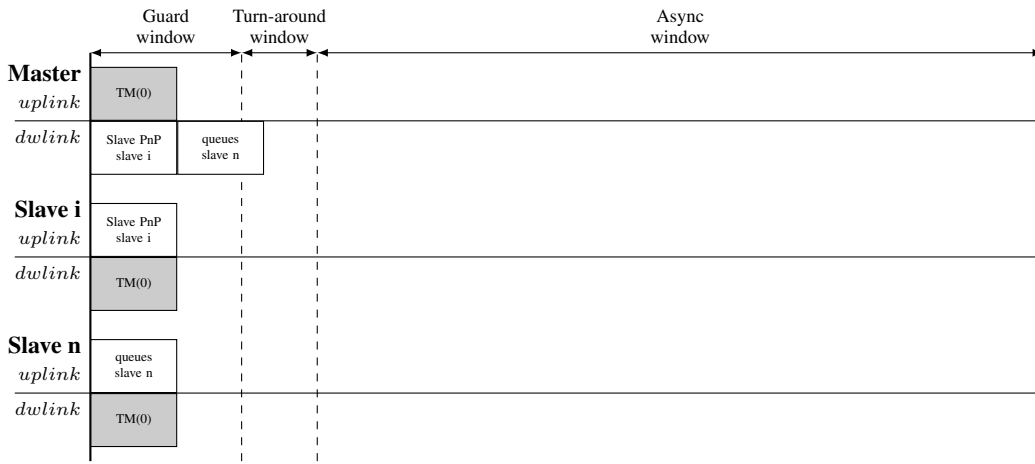 Guard
window
Turn-around
window
Async
window
Master
uplink
TM(0)
dwlink
Slave PnP
slave i
queues
slave n
Slave i
uplink
Slave PnP
slave i
dwlink
TM(0)
Slave n
uplink
queues
slave n
dwlink
TM(0)